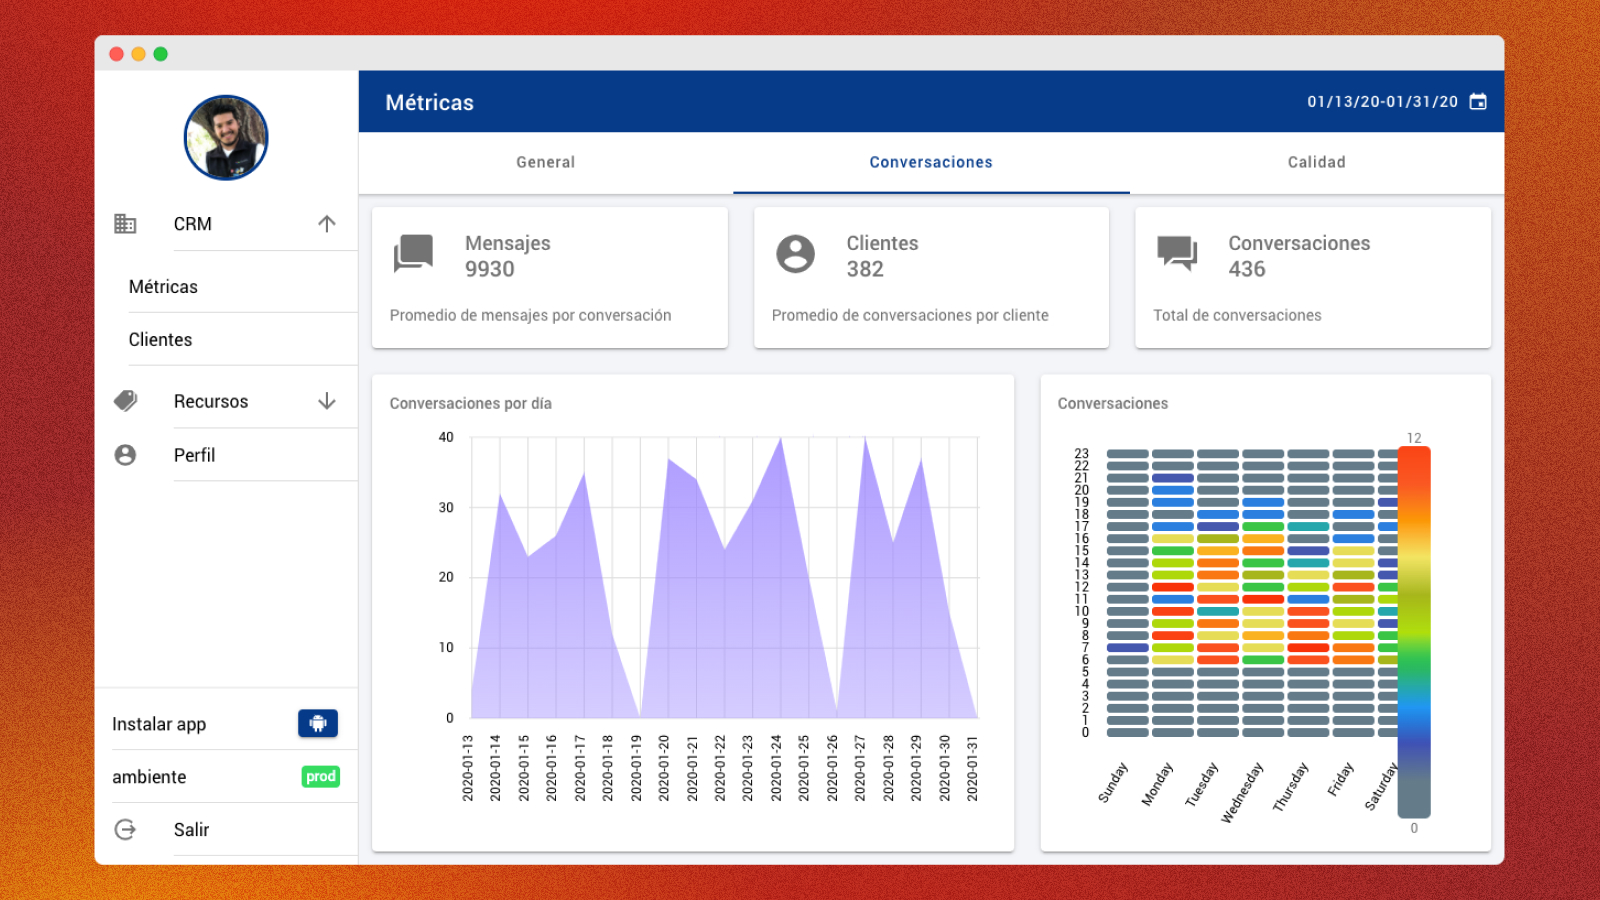 Métricas
01/13/20-01/31/20
General
Conversaciones
Calidad
CRM
Métricas
Clientes
Recursos
Perfil
Instalar app
ambiente
prod
Salir
Mensajes
9930
Promedio de mensajes por conversación
Clientes
382
Promedio de conversaciones por cliente
Conversaciones
436
Total de conversaciones
Conversaciones por día
40
30
20
10
0
2020-01-13
2020-01-14
2020-01-15
2020-01-16
2020-01-17
2020-01-18
2020-01-19
2020-01-20
2020-01-21
2020-01-22
2020-01-23
2020-01-24
2020-01-25
2020-01-26
2020-01-27
2020-01-28
2020-01-29
2020-01-30
2020-01-31
Conversaciones
12
23
22
21
20
19
18
17
16
15
14
13
12
11
10
9
8
7
6
5
4
3
2
1
0
Sunday
Monday
Tuesday
Wednesday
Thursday
Friday
Saturday
0